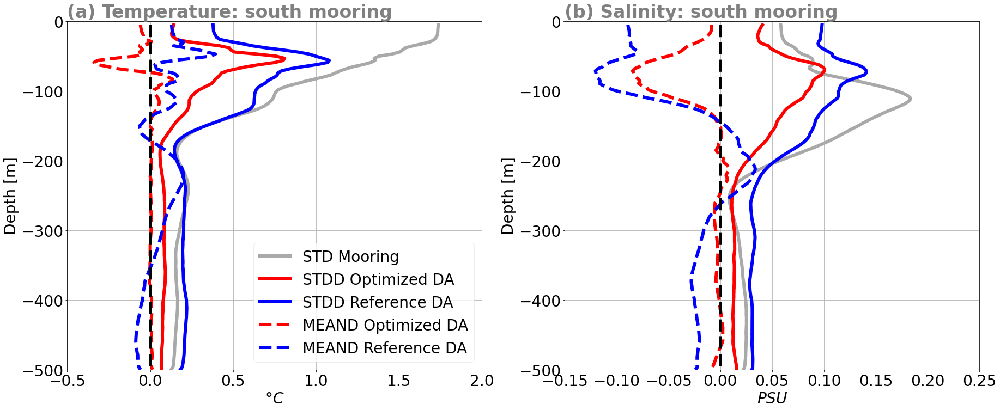 (a) Temperature: south mooring
0
−100
−200
−300
−400
−500
Depth [m]
−0.5
0.0
0.5
1.0
1.5
2.0
°C
STD Mooring
STDD Optimized DA
STDD Reference DA
MEAND Optimized DA
MEAND Reference DA
(b) Salinity: south mooring
0
−100
−200
−300
−400
−500
Depth [m]
−0.15
−0.10
−0.05
0.00
0.05
0.10
0.15
0.20
0.25
PSU